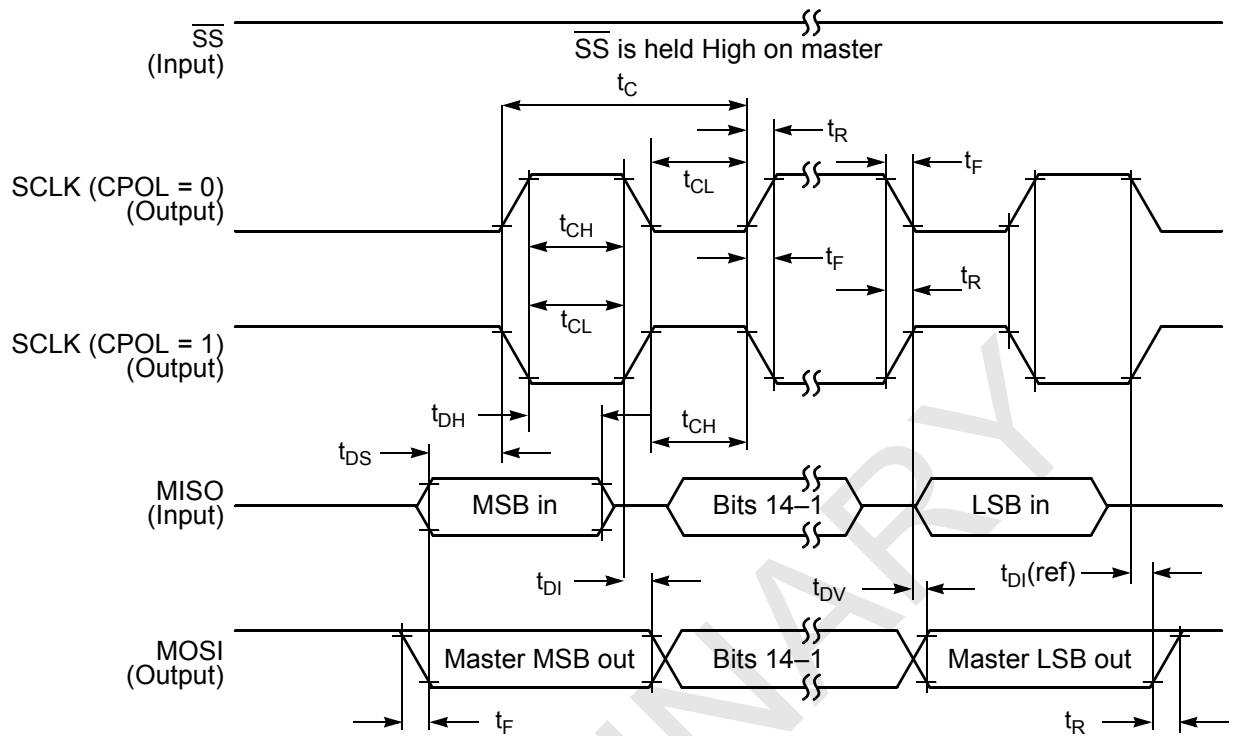 SS
(Input)
SS is held High on master
tC
tR
tF
SCLK (CPOL = 0)
(Output)
tCL
tCH
tF
tR
SCLK (CPOL = 1)
(Output)
tCL
tDH
tCH
tDS
MISO
(Input)
MSB in
Bits 14–1
LSB in
tDI
tDV
tDI(ref)
MOSI
(Output)
Master MSB out
Bits 14–1
Master LSB out
tF
tR
INARY